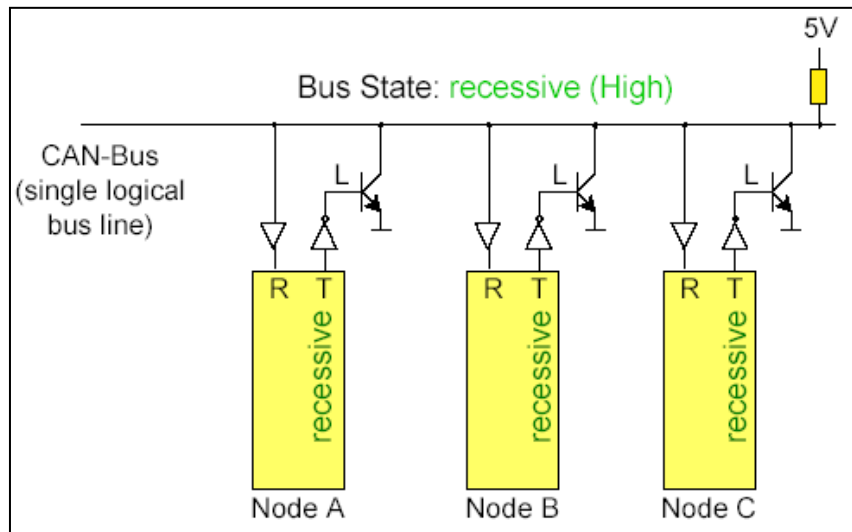 5V
Bus State: recessive (High)
CAN-Bus
(single logical
bus line)
L
L
L
R T
R T
R T
recessive
recessive
recessive
Node A
Node B
Node C